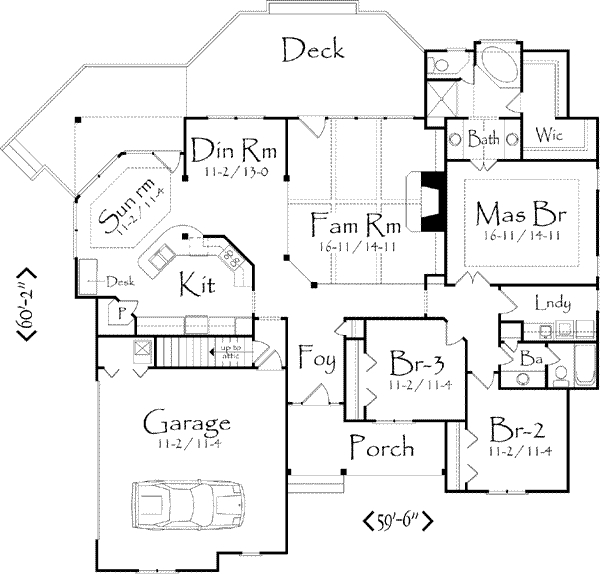 Deck
Din Rm
11-2 / 13-0
Bath
Wic
Sun rm
11-2 / 11-4
Fam Rm
16-11 / 14-11
Mas Br
16-11 / 14-11
Desk
Kit
P
60'-2"
Lndy
up to
attic
Foy
Br-3
11-2 / 11-4
Ba
Garage
11-2 / 11-4
Porch
Br-2
11-2 / 11-4
59'-6"